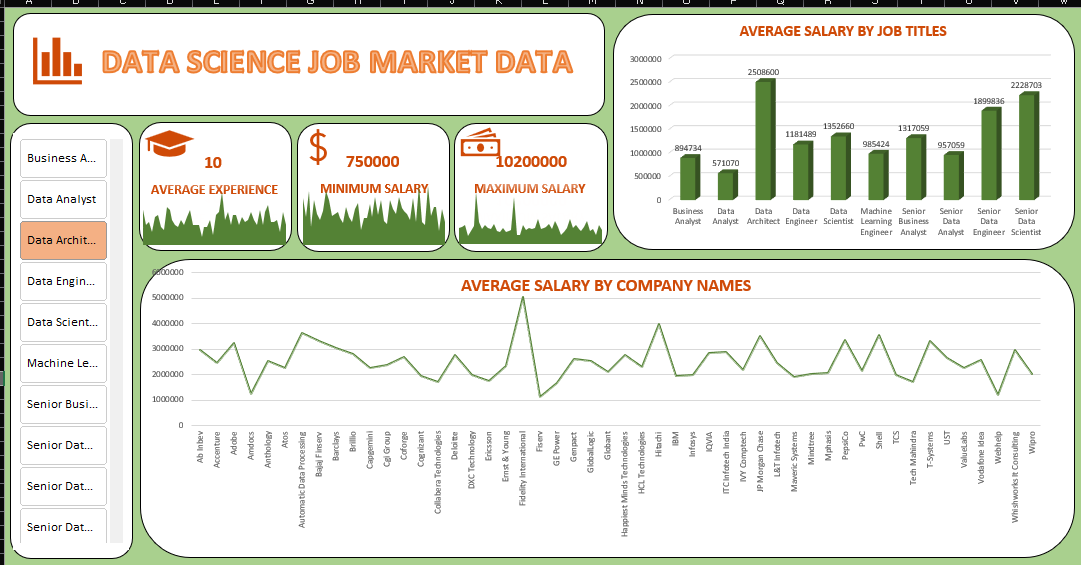 A B C D E F G H I J K L M N O P Q R S T U V W
DATA SCIENCE JOB MARKET DATA
Business A...
Data Analyst
Data Archit...
Data Engin...
Data Scient...
Machine Le...
Senior Busi...
Senior Dat...
Senior Dat...
Senior Dat...
10
AVERAGE EXPERIENCE
$
750000
MINIMUM SALARY
10200000
MAXIMUM SALARY
AVERAGE SALARY BY JOB TITLES
3000000
2500000
2000000
1500000
1000000
500000
0
894734
571070
2508600
1181489
1352660
985424
1317059
957059
1899836
2228703
Business Analyst
Data Analyst
Data Architect
Data Engineer
Data Scientist
Machine Learning Engineer
Senior Business Analyst
Senior Data Analyst
Senior Data Engineer
Senior Data Scientist
AVERAGE SALARY BY COMPANY NAMES
6000000
5000000
4000000
3000000
2000000
1000000
0
Ab Inbev
Accenture
Adobe
Amdocs
Anthology
Atos
Automatic Data Processing
Bajaj Finserv
Barclays
Brillio
Capgemini
Cgi Group
Coforge
Cognizant
Collabera Technologies
Deloitte
DXC Technology
Ericsson
Ernst & Young
Fidelity International
Fiserv
GE Power
Genpact
GlobalLogic
Globant
Happiest Minds Technologies
HCL Technologies
Hitachi
IBM
Infosys
IQVIA
ITC Infotech India
IVY Comptech
JP Morgan Chase
L&T Infotech
Maveric Systems
Mindtree
Mphasis
PepsiCo
PwC
Shell
TCS
Tech Mahindra
T-Systems
UST
ValueLabs
Vodafone Idea
Webhelp
Whishworks It Consulting
Wipro